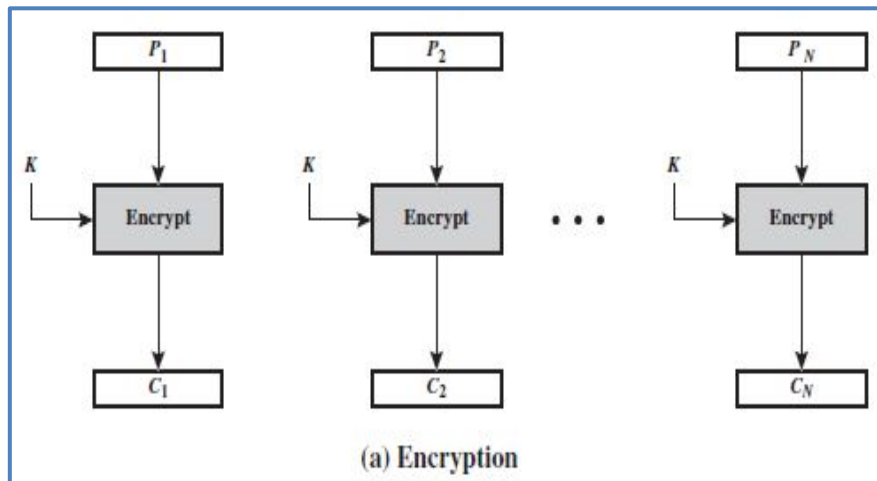 P1 P2 PN
K K K
Encrypt Encrypt • • • Encrypt
C1 C2 CN
(a) Encryption